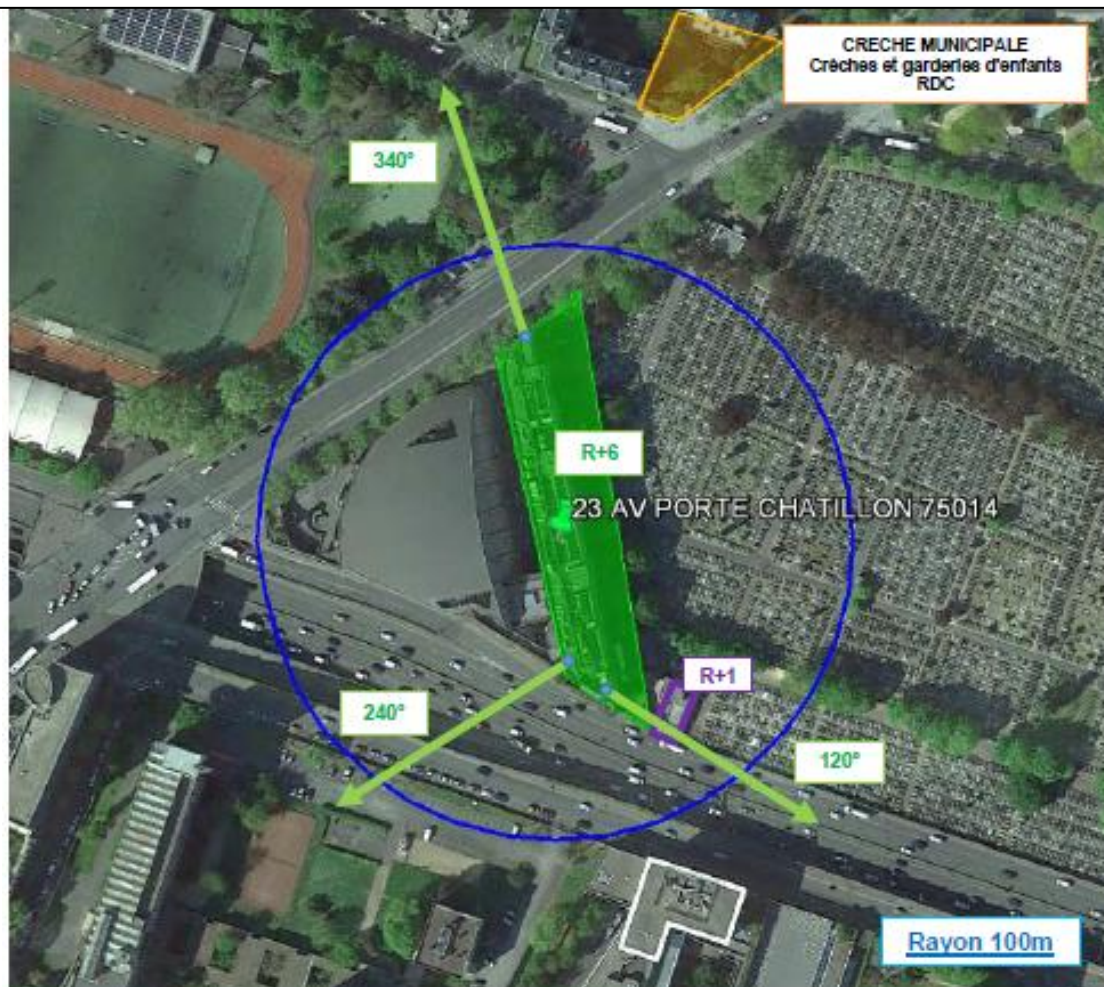 CRECHE MUNICIPALE
Crèches et garderies d'enfants
RDC
340°
R+6
23 AV PORTE CHATILLON 75014
R+1
240°
120°
Rayon 100m